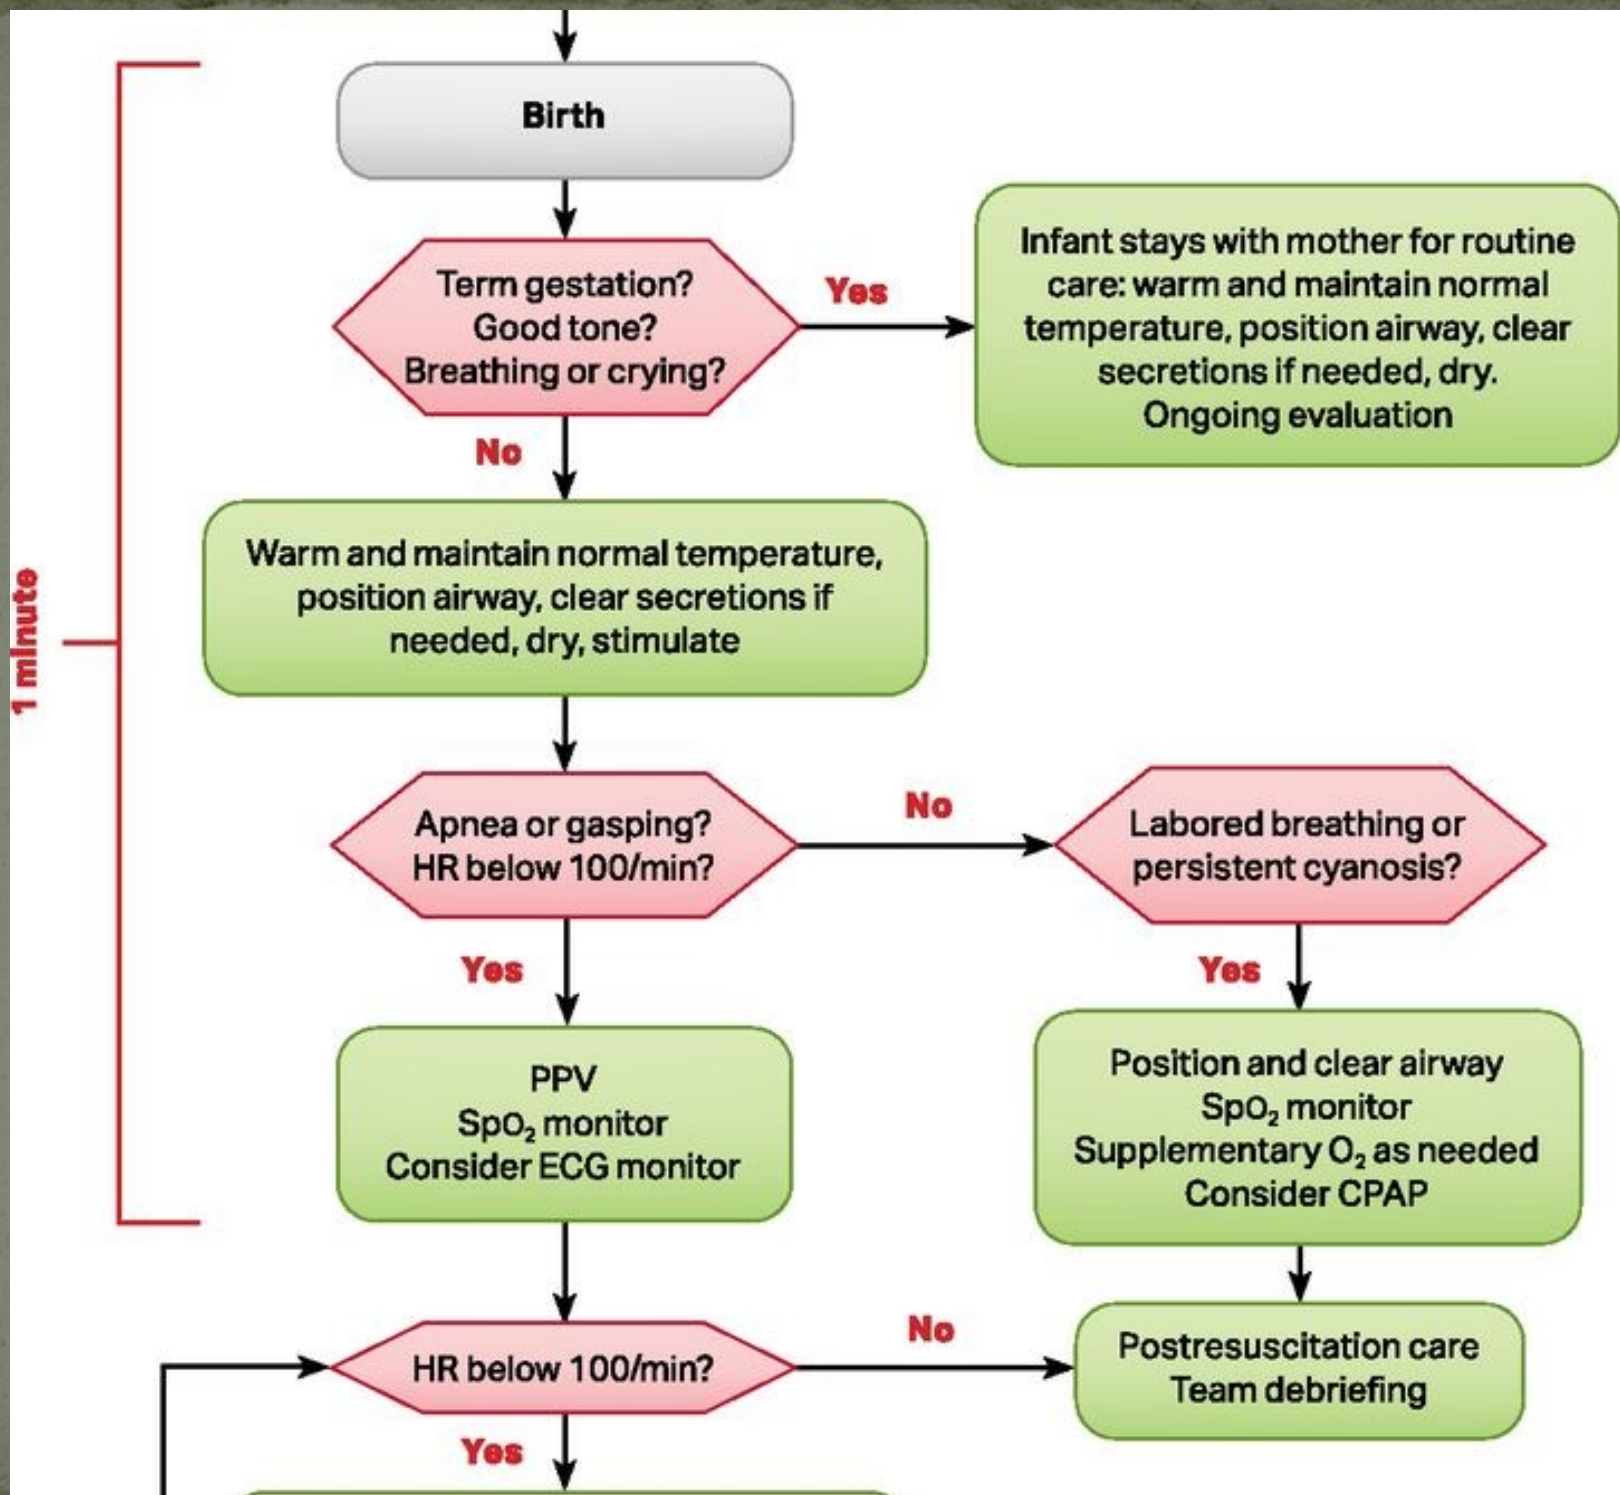 Birth
Term gestation?
Good tone?
Breathing or crying?
Yes
Infant stays with mother for routine
care: warm and maintain normal
temperature, position airway, clear
secretions if needed, dry.
Ongoing evaluation
No
Warm and maintain normal temperature,
position airway, clear secretions if
needed, dry, stimulate
1 minute
Apnea or gasping?
HR below 100/min?
No
Labored breathing or
persistent cyanosis?
Yes
Yes
PPV
SpO₂ monitor
Consider ECG monitor
Position and clear airway
SpO₂ monitor
Supplementary O₂ as needed
Consider CPAP
HR below 100/min?
No
Postresuscitation care
Team debriefing
Yes